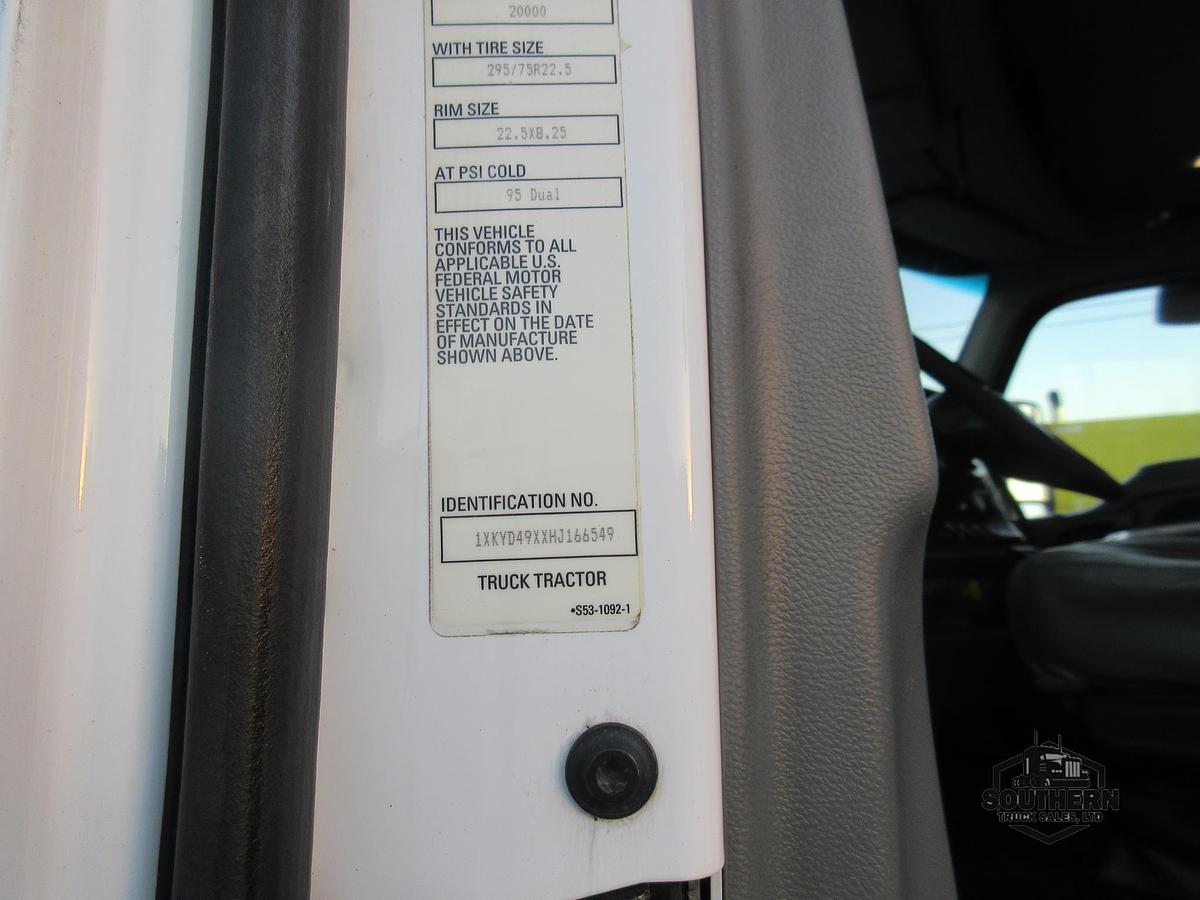 20000
WITH TIRE SIZE
295/75R22.5
RIM SIZE
22.5X8.25
AT PSI COLD
95 Dual
THIS VEHICLE
CONFORMS TO ALL
APPLICABLE U.S.
FEDERAL MOTOR
VEHICLE SAFETY
STANDARDS IN
EFFECT ON THE DATE
OF MANUFACTURE
SHOWN ABOVE.
IDENTIFICATION NO.
1XKYD49XXHJ166549
TRUCK TRACTOR
•S53-1092-1
SOUTHERN
TRUCK SALES, LTD